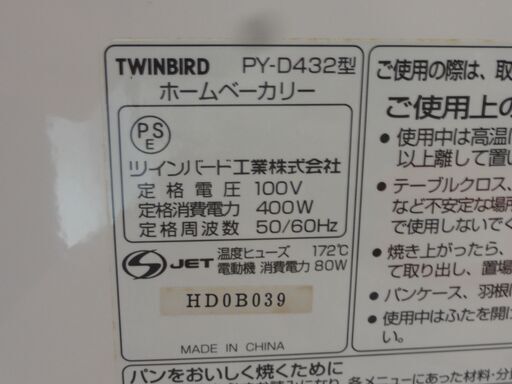 TWINBIRD PY-D432型
ホームベーカリー
PS
E
ツインバード工業株式会社
定格電圧 100V
定格消費電力 400W
定格周波数 50/60Hz
JET 温度ヒューズ 172℃
電動機 消費電力 80W
HD0B039
MADE IN CHINA
ご使用の際は、取
ご使用上の
● 使用中は高温に
以上離して置い
● テーブルクロス、
など不安定な場所
で使用しないでく
● 焼き上がったら、
て取り出し、置場
● パンケース、羽根に
● 使用中はふたを開け
い。
パンをおいしく焼くために
各メニューにあった材料・分量